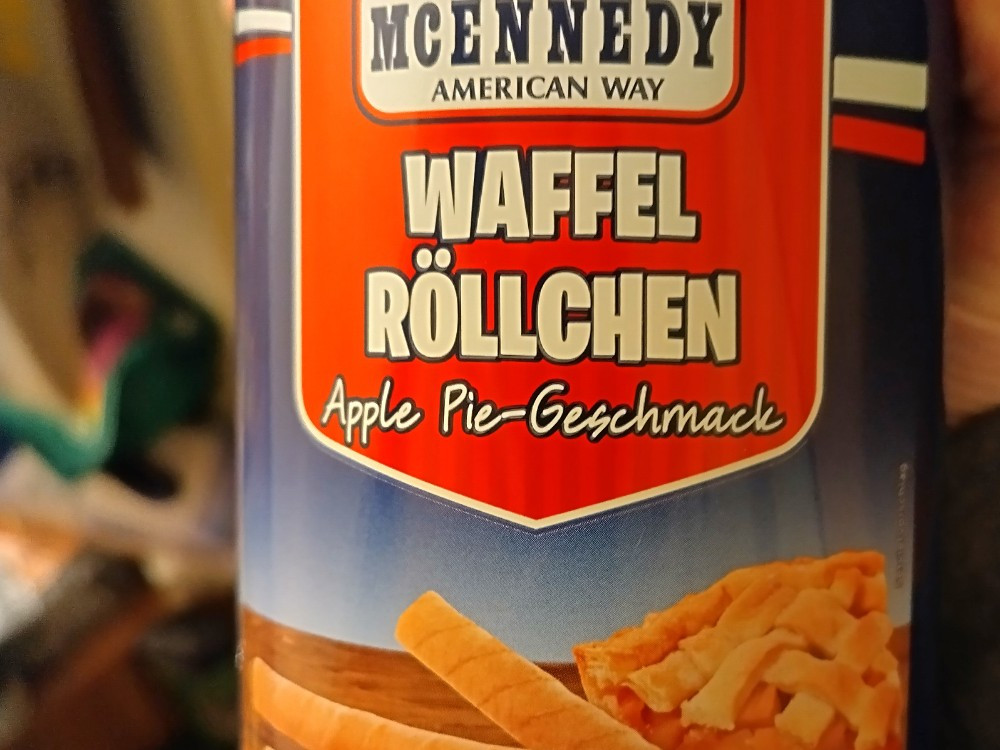 MCENNEDY
AMERICAN WAY
WAFFEL
RÖLLCHEN
Apple Pie-Geschmack